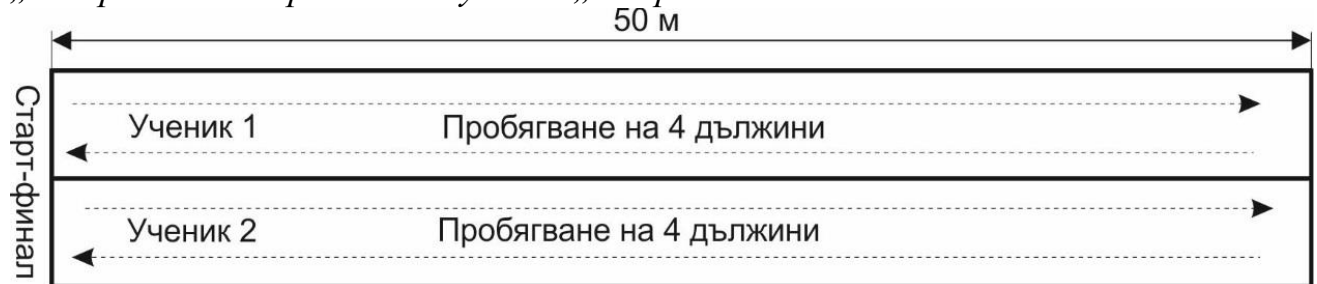 50 м
Старт-финал
Ученик 1 Пробягване на 4 дължини
Ученик 2 Пробягване на 4 дължини